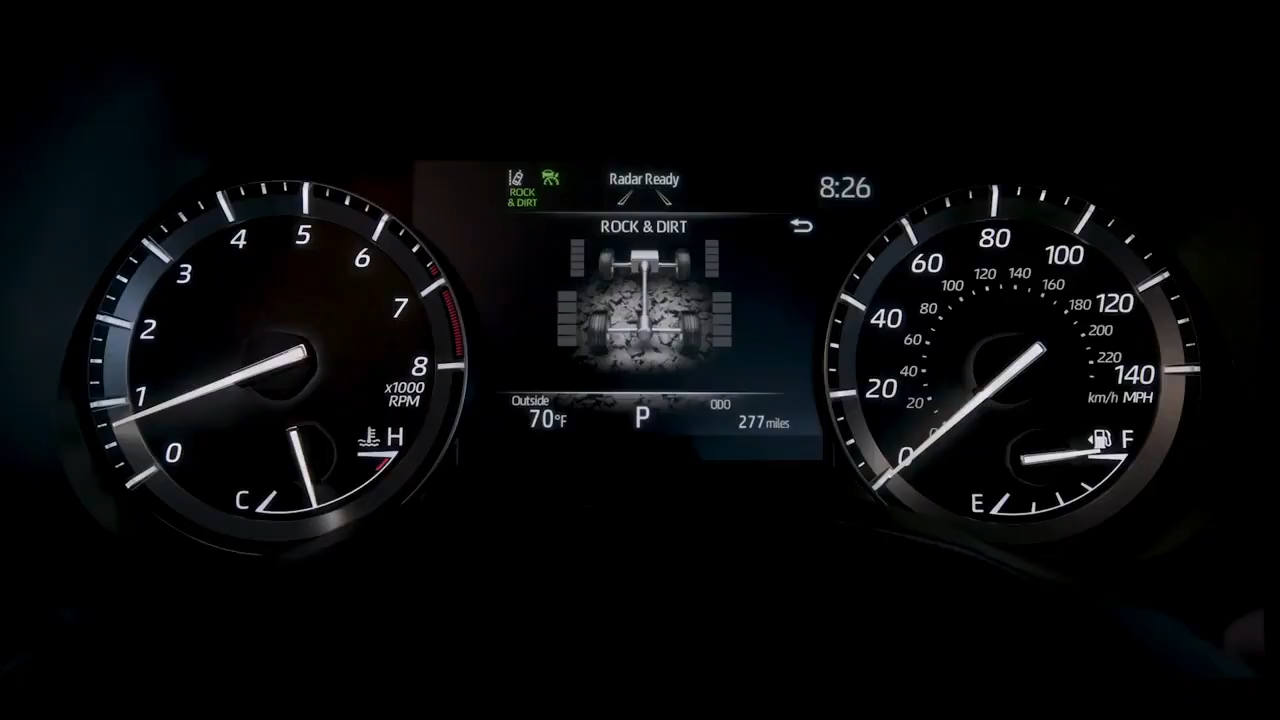 ROCK
& DIRT
Radar Ready
8:26
ROCK & DIRT
Outside
70°F
P
ODO
277 miles
0
1
2
3
4
5
6
7
8
x1000
RPM
C
H
0
20
40
60
80
100
120
140
km/h MPH
0
20
40
60
80
100
120
140
160
180
200
220
E
F